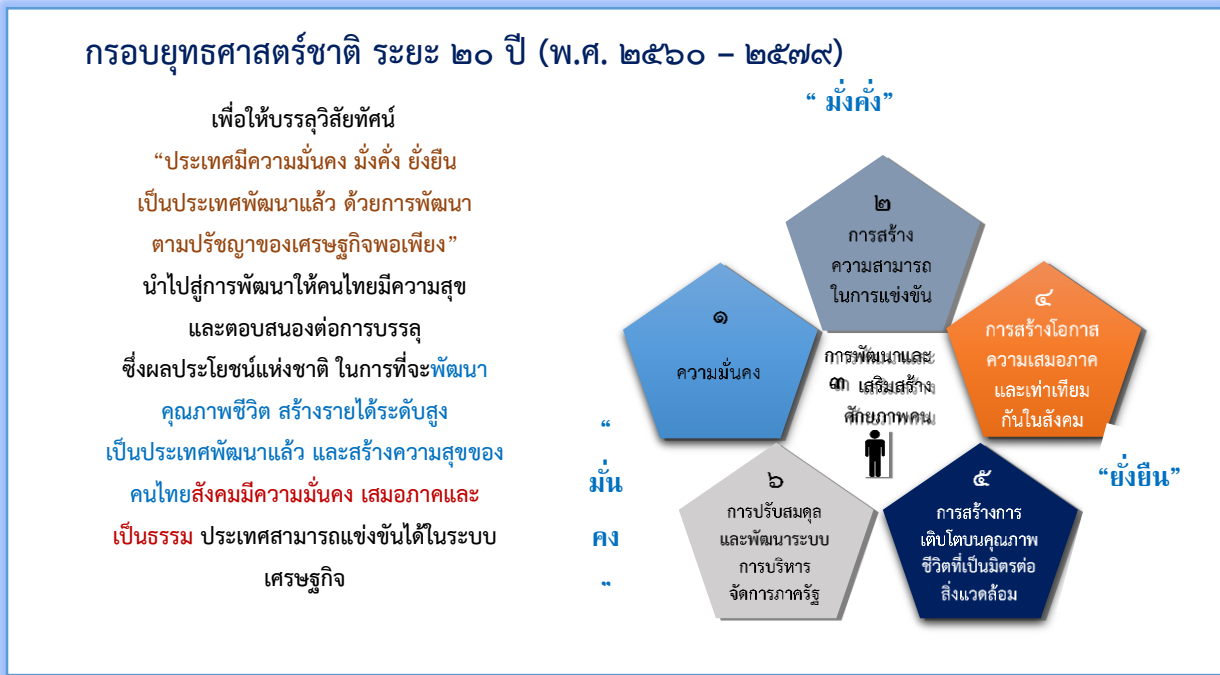 กรอบยุทธศาสตร์ชาติ ระยะ ๒๐ ปี (พ.ศ. ๒๕๖๐ – ๒๕๗๙)
เพื่อให้บรรลุวิสัยทัศน์
“ประเทศมีความมั่นคง มั่งคั่ง ยั่งยืน
เป็นประเทศพัฒนาแล้ว ด้วยการพัฒนา
ตามปรัชญาของเศรษฐกิจพอเพียง”
นำไปสู่การพัฒนาให้คนไทยมีความสุข
และตอบสนองต่อการบรรลุ
ซึ่งผลประโยชน์แห่งชาติ ในการที่จะพัฒนา
คุณภาพชีวิต สร้างรายได้ระดับสูง
เป็นประเทศพัฒนาแล้ว และสร้างความสุขของ
คนไทยสังคมมีความมั่นคง เสมอภาคและ
เป็นธรรม ประเทศสามารถแข่งขันได้ในระบบ
เศรษฐกิจ
“ มั่งคั่ง”
๑
ความมั่นคง
๒
การสร้าง
ความสามารถ
ในการแข่งขัน
การพัฒนาและ
๓ เสริมสร้าง
ศักยภาพคน
๔
การสร้างโอกาส
ความเสมอภาค
และเท่าเทียม
กันในสังคม
“
มั่น
คง
”
“ยั่งยืน”
๕
การสร้างการ
เติบโตบนคุณภาพ
ชีวิตที่เป็นมิตรต่อ
สิ่งแวดล้อม
๖
การปรับสมดุล
และพัฒนาระบบ
การบริหาร
จัดการภาครัฐ